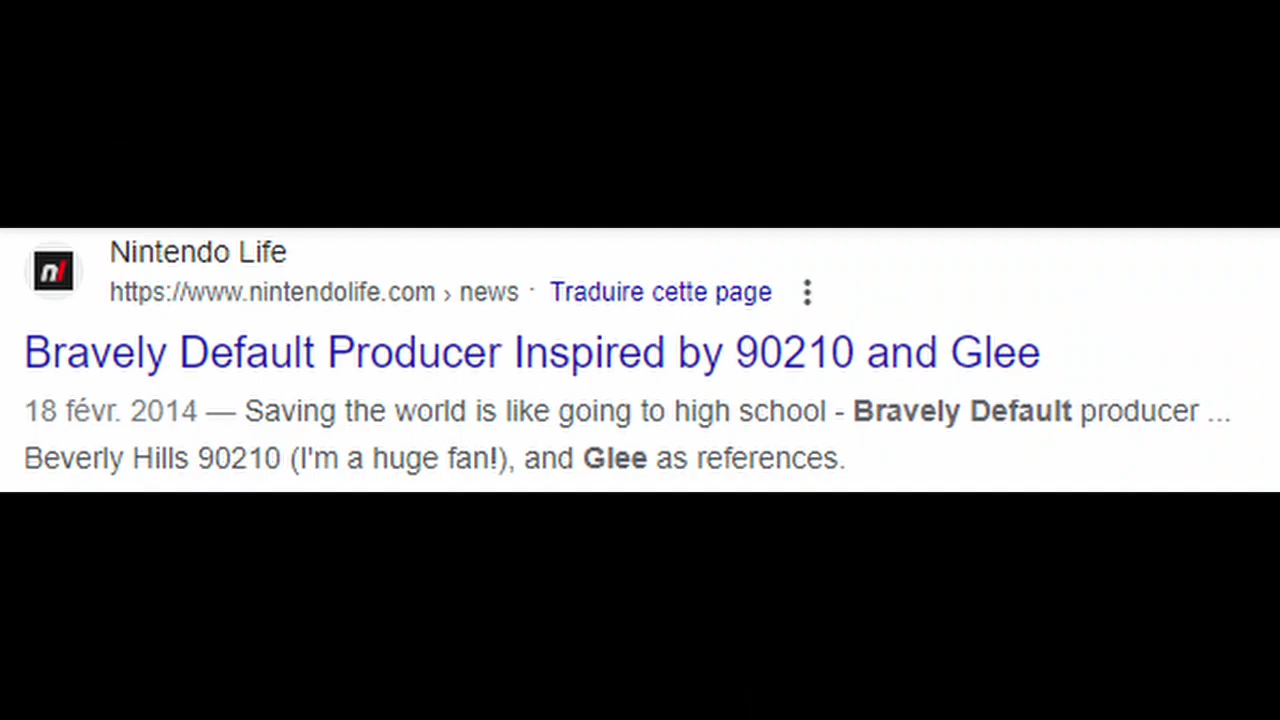 nl
Nintendo Life
https://www.nintendolife.com › news · Traduire cette page
Bravely Default Producer Inspired by 90210 and Glee
18 févr. 2014 — Saving the world is like going to high school - Bravely Default producer ...
Beverly Hills 90210 (I'm a huge fan!), and Glee as references.